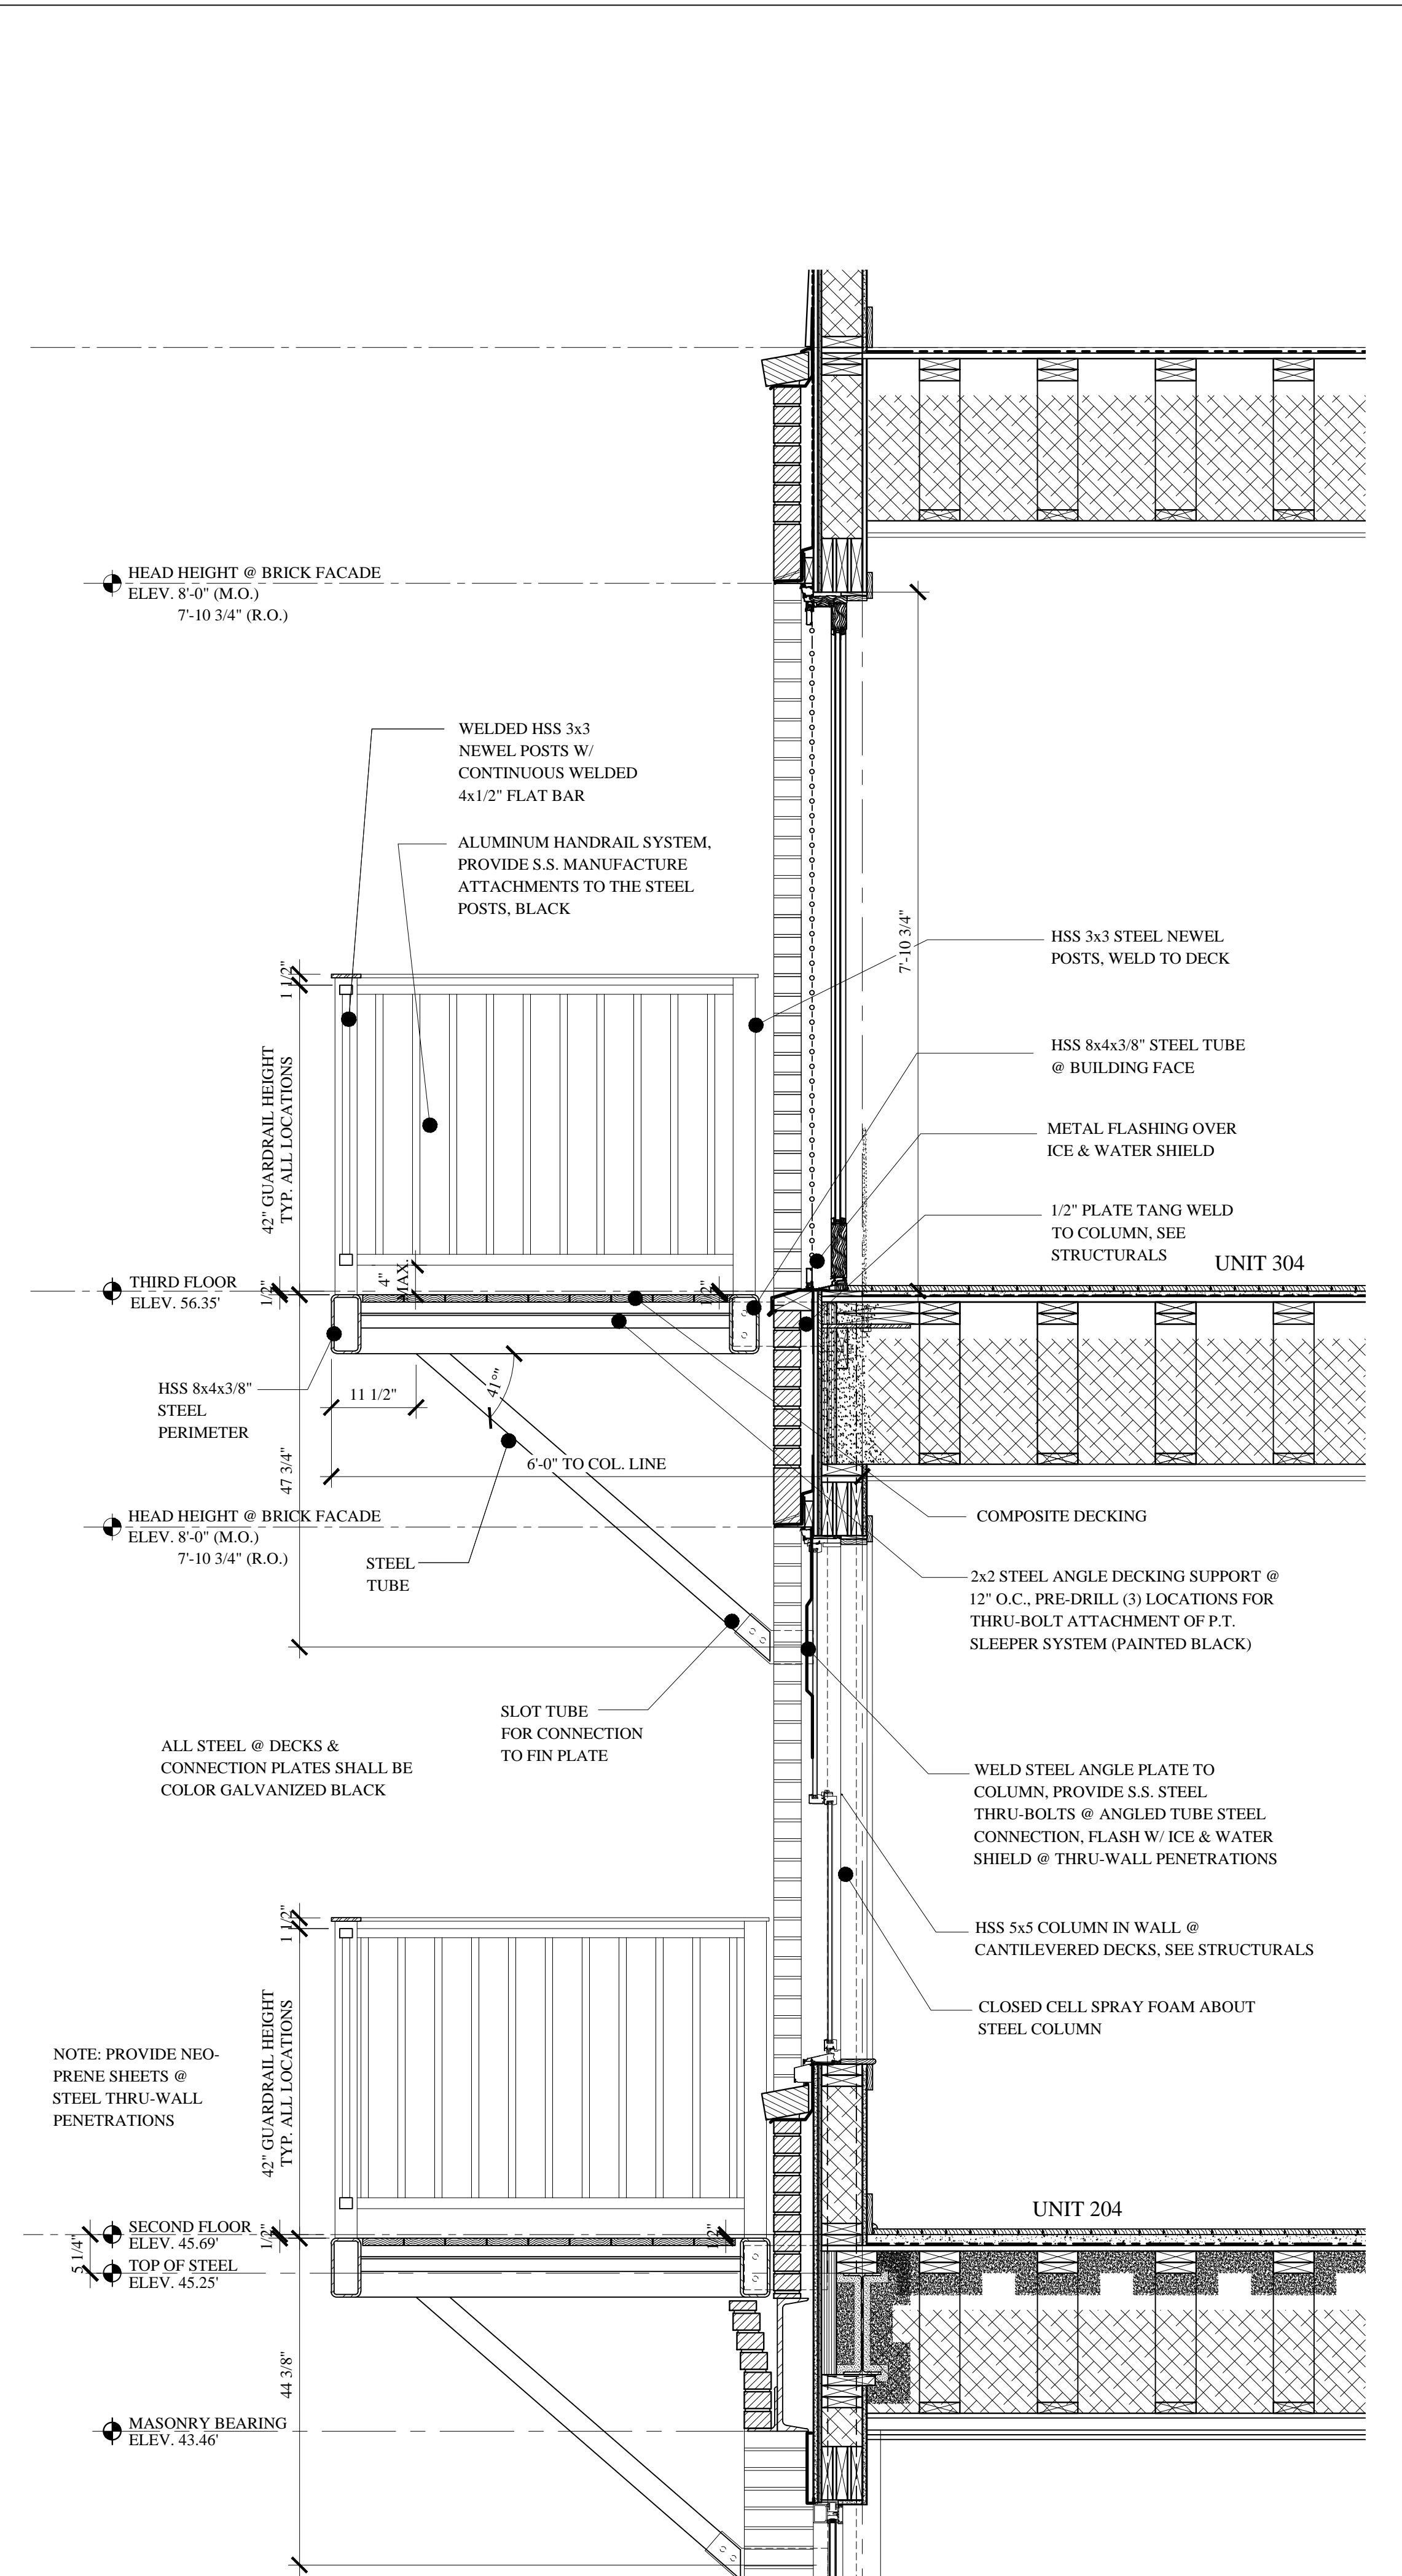 HEAD HEIGHT @ BRICK FACADE
ELEV. 8'-0" (M.O.)
7'-10 3/4" (R.O.)
WELDED HSS 3x3
NEWEL POSTS W/
CONTINUOUS WELDED
4x1/2" FLAT BAR
ALUMINUM HANDRAIL SYSTEM,
PROVIDE S.S. MANUFACTURE
ATTACHMENTS TO THE STEEL
POSTS, BLACK
7'-10 3/4"
HSS 3x3 STEEL NEWEL
POSTS, WELD TO DECK
1 1/2"
HSS 8x4x3/8" STEEL TUBE
@ BUILDING FACE
42" GUARDRAIL HEIGHT
TYP. ALL LOCATIONS
METAL FLASHING OVER
ICE & WATER SHIELD
1/2" PLATE TANG WELD
TO COLUMN, SEE
STRUCTURALS
UNIT 304
4"
MAX.
THIRD FLOOR
ELEV. 56.35'
1/2"
1/2"
HSS 8x4x3/8"
STEEL
PERIMETER
11 1/2"
41°"
6'-0" TO COL. LINE
47 3/4"
HEAD HEIGHT @ BRICK FACADE
ELEV. 8'-0" (M.O.)
7'-10 3/4" (R.O.)
COMPOSITE DECKING
STEEL
TUBE
2x2 STEEL ANGLE DECKING SUPPORT @
12" O.C., PRE-DRILL (3) LOCATIONS FOR
THRU-BOLT ATTACHMENT OF P.T.
SLEEPER SYSTEM (PAINTED BLACK)
SLOT TUBE
FOR CONNECTION
TO FIN PLATE
ALL STEEL @ DECKS &
CONNECTION PLATES SHALL BE
COLOR GALVANIZED BLACK
WELD STEEL ANGLE PLATE TO
COLUMN, PROVIDE S.S. STEEL
THRU-BOLTS @ ANGLED TUBE STEEL
CONNECTION, FLASH W/ ICE & WATER
SHIELD @ THRU-WALL PENETRATIONS
1 1/2"
HSS 5x5 COLUMN IN WALL @
CANTILEVERED DECKS, SEE STRUCTURALS
CLOSED CELL SPRAY FOAM ABOUT
STEEL COLUMN
42" GUARDRAIL HEIGHT
TYP. ALL LOCATIONS
NOTE: PROVIDE NEO-
PRENE SHEETS @
STEEL THRU-WALL
PENETRATIONS
UNIT 204
SECOND FLOOR
ELEV. 45.69'
1/2"
1/2"
5 1/4"
TOP OF STEEL
ELEV. 45.25'
44 3/8"
MASONRY BEARING
ELEV. 43.46'